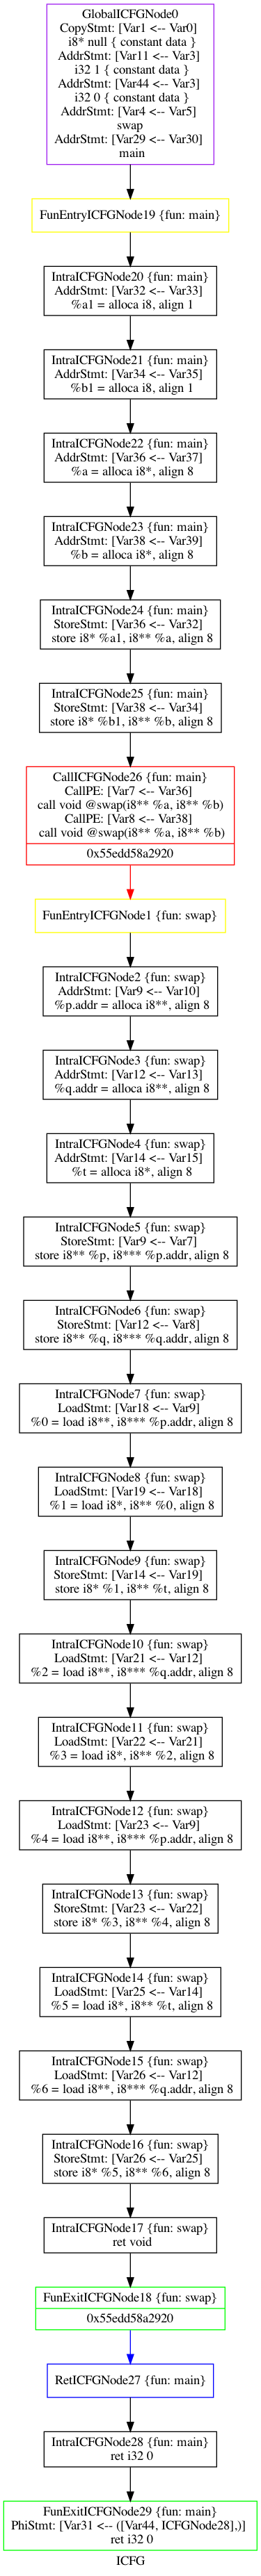 GlobalICFGNode0
CopyStmt: [Var1 <-- Var0]
i8* null { constant data }
AddrStmt: [Var11 <-- Var3]
i32 1 { constant data }
AddrStmt: [Var44 <-- Var3]
i32 0 { constant data }
AddrStmt: [Var4 <-- Var5]
swap
AddrStmt: [Var29 <-- Var30]
main
FunEntryICFGNode19 {fun: main}
IntraICFGNode20 {fun: main}
AddrStmt: [Var32 <-- Var33]
%a1 = alloca i8, align 1
IntraICFGNode21 {fun: main}
AddrStmt: [Var34 <-- Var35]
%b1 = alloca i8, align 1
IntraICFGNode22 {fun: main}
AddrStmt: [Var36 <-- Var37]
%a = alloca i8*, align 8
IntraICFGNode23 {fun: main}
AddrStmt: [Var38 <-- Var39]
%b = alloca i8*, align 8
IntraICFGNode24 {fun: main}
StoreStmt: [Var36 <-- Var32]
store i8* %a1, i8** %a, align 8
IntraICFGNode25 {fun: main}
StoreStmt: [Var38 <-- Var34]
store i8* %b1, i8** %b, align 8
CallICFGNode26 {fun: main}
CallPE: [Var7 <-- Var36]
call void @swap(i8** %a, i8** %b)
CallPE: [Var8 <-- Var38]
call void @swap(i8** %a, i8** %b)
0x55edd58a2920
FunEntryICFGNode1 {fun: swap}
IntraICFGNode2 {fun: swap}
AddrStmt: [Var9 <-- Var10]
%p.addr = alloca i8**, align 8
IntraICFGNode3 {fun: swap}
AddrStmt: [Var12 <-- Var13]
%q.addr = alloca i8**, align 8
IntraICFGNode4 {fun: swap}
AddrStmt: [Var14 <-- Var15]
%t = alloca i8*, align 8
IntraICFGNode5 {fun: swap}
StoreStmt: [Var9 <-- Var7]
store i8** %p, i8*** %p.addr, align 8
IntraICFGNode6 {fun: swap}
StoreStmt: [Var12 <-- Var8]
store i8** %q, i8*** %q.addr, align 8
IntraICFGNode7 {fun: swap}
LoadStmt: [Var18 <-- Var9]
%0 = load i8**, i8*** %p.addr, align 8
IntraICFGNode8 {fun: swap}
LoadStmt: [Var19 <-- Var18]
%1 = load i8*, i8** %0, align 8
IntraICFGNode9 {fun: swap}
StoreStmt: [Var14 <-- Var19]
store i8* %1, i8** %t, align 8
IntraICFGNode10 {fun: swap}
LoadStmt: [Var21 <-- Var12]
%2 = load i8**, i8*** %q.addr, align 8
IntraICFGNode11 {fun: swap}
LoadStmt: [Var22 <-- Var21]
%3 = load i8*, i8** %2, align 8
IntraICFGNode12 {fun: swap}
LoadStmt: [Var23 <-- Var9]
%4 = load i8**, i8*** %p.addr, align 8
IntraICFGNode13 {fun: swap}
StoreStmt: [Var23 <-- Var22]
store i8* %3, i8** %4, align 8
IntraICFGNode14 {fun: swap}
LoadStmt: [Var25 <-- Var14]
%5 = load i8*, i8** %t, align 8
IntraICFGNode15 {fun: swap}
LoadStmt: [Var26 <-- Var12]
%6 = load i8**, i8*** %q.addr, align 8
IntraICFGNode16 {fun: swap}
StoreStmt: [Var26 <-- Var25]
store i8* %5, i8** %6, align 8
IntraICFGNode17 {fun: swap}
ret void
FunExitICFGNode18 {fun: swap}
0x55edd58a2920
RetICFGNode27 {fun: main}
IntraICFGNode28 {fun: main}
ret i32 0
FunExitICFGNode29 {fun: main}
PhiStmt: [Var31 <-- ([Var44, ICFGNode28],)]
ret i32 0
ICFG